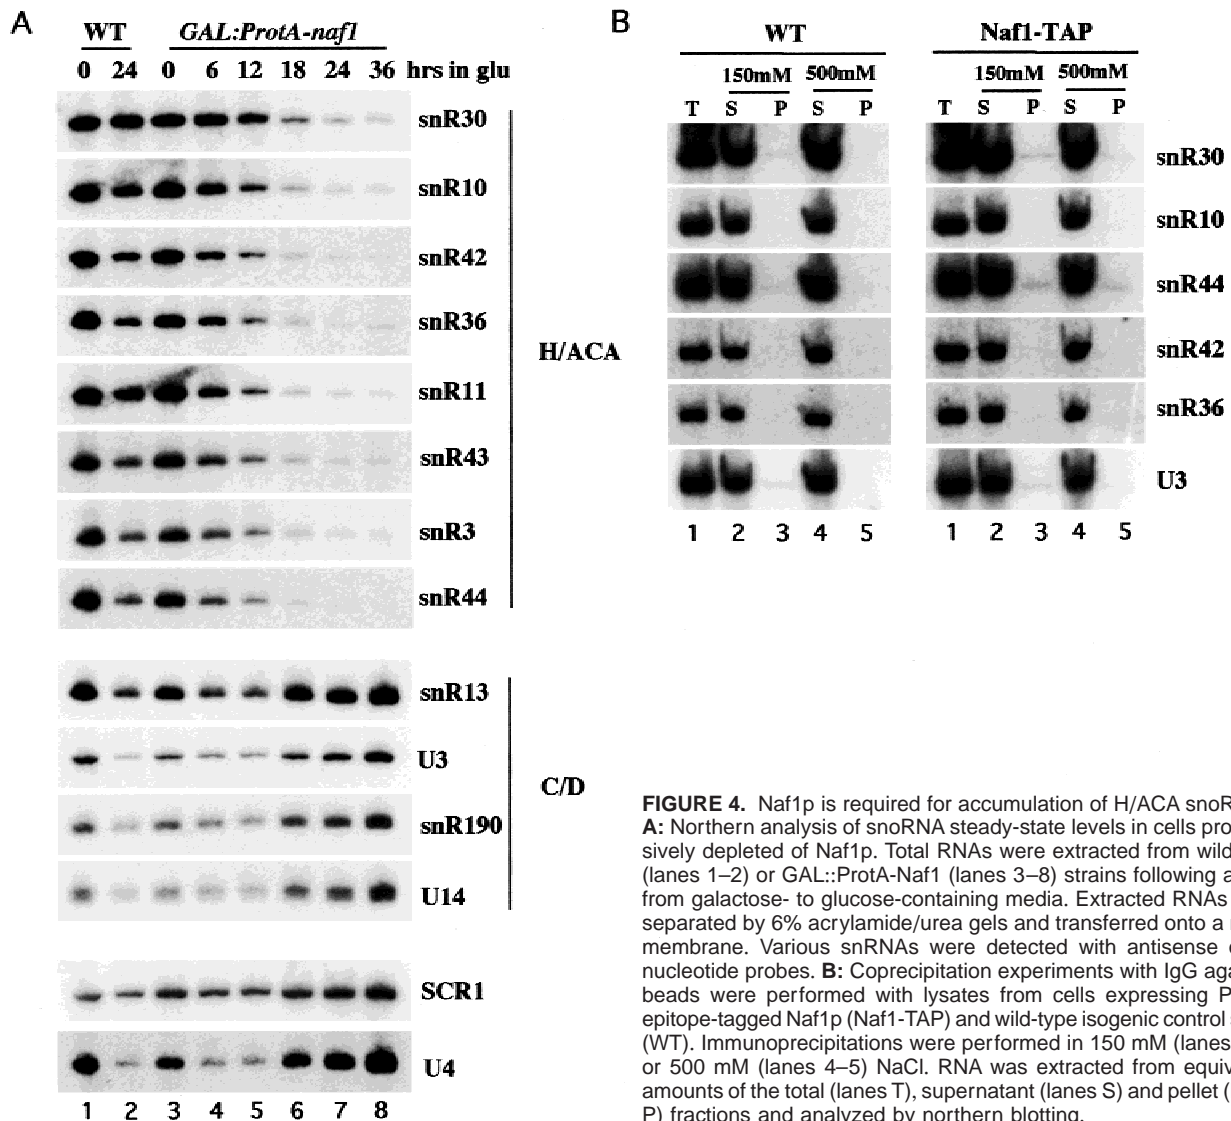 A
WT GAL:ProtA-naf1
0 24 0 6 12 18 24 36 hrs in glu
snR30
snR10
snR42
snR36
H/ACA
snR11
snR43
snR3
snR44
snR13
U3
C/D
snR190
U14
SCR1
U4
1 2 3 4 5 6 7 8
B
WT Naf1-TAP
150mM 500mM 150mM 500mM
T S P S P T S P S P
snR30
snR10
snR44
snR42
snR36
U3
1 2 3 4 5 1 2 3 4 5
FIGURE 4. Naf1p is required for accumulation of H/ACA snoR
A: Northern analysis of snoRNA steady-state levels in cells pro
sively depleted of Naf1p. Total RNAs were extracted from wild
(lanes 1–2) or GAL::ProtA-Naf1 (lanes 3–8) strains following a
from galactose- to glucose-containing media. Extracted RNAs
separated by 6% acrylamide/urea gels and transferred onto a
membrane. Various snRNAs were detected with antisense
nucleotide probes. B: Coprecipitation experiments with IgG aga
beads were performed with lysates from cells expressing P
epitope-tagged Naf1p (Naf1-TAP) and wild-type isogenic control
(WT). Immunoprecipitations were performed in 150 mM (lanes
or 500 mM (lanes 4–5) NaCl. RNA was extracted from equiv
amounts of the total (lanes T), supernatant (lanes S) and pellet (
P) fractions and analyzed by northern blotting.